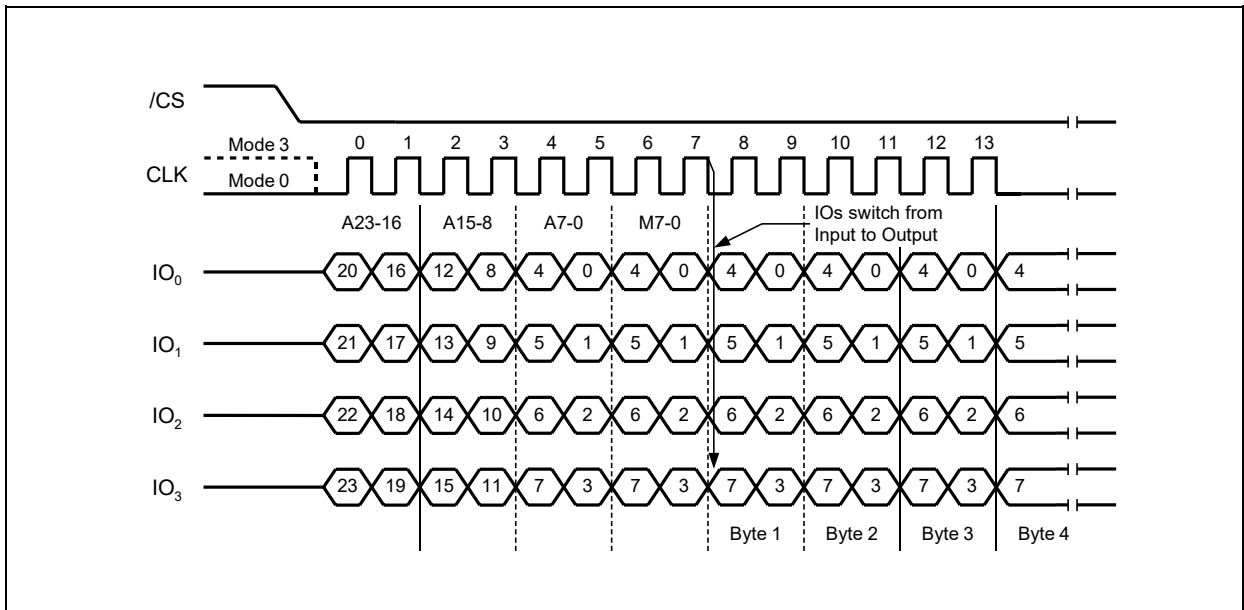 /CS
Mode 3
0 1 2 3 4 5 6 7 8 9 10 11 12 13
CLK
Mode 0
A23-16 A15-8 A7-0 M7-0
IOs switch from
Input to Output
IO0 20 16 12 8 4 0 4 0 4 0 4 0 4 0 4
IO1 21 17 13 9 5 1 5 1 5 1 5 1 5 1 5
IO2 22 18 14 10 6 2 6 2 6 2 6 2 6 2 6
IO3 23 19 15 11 7 3 7 3 7 3 7 3 7 3 7
Byte 1 Byte 2 Byte 3 Byte 4